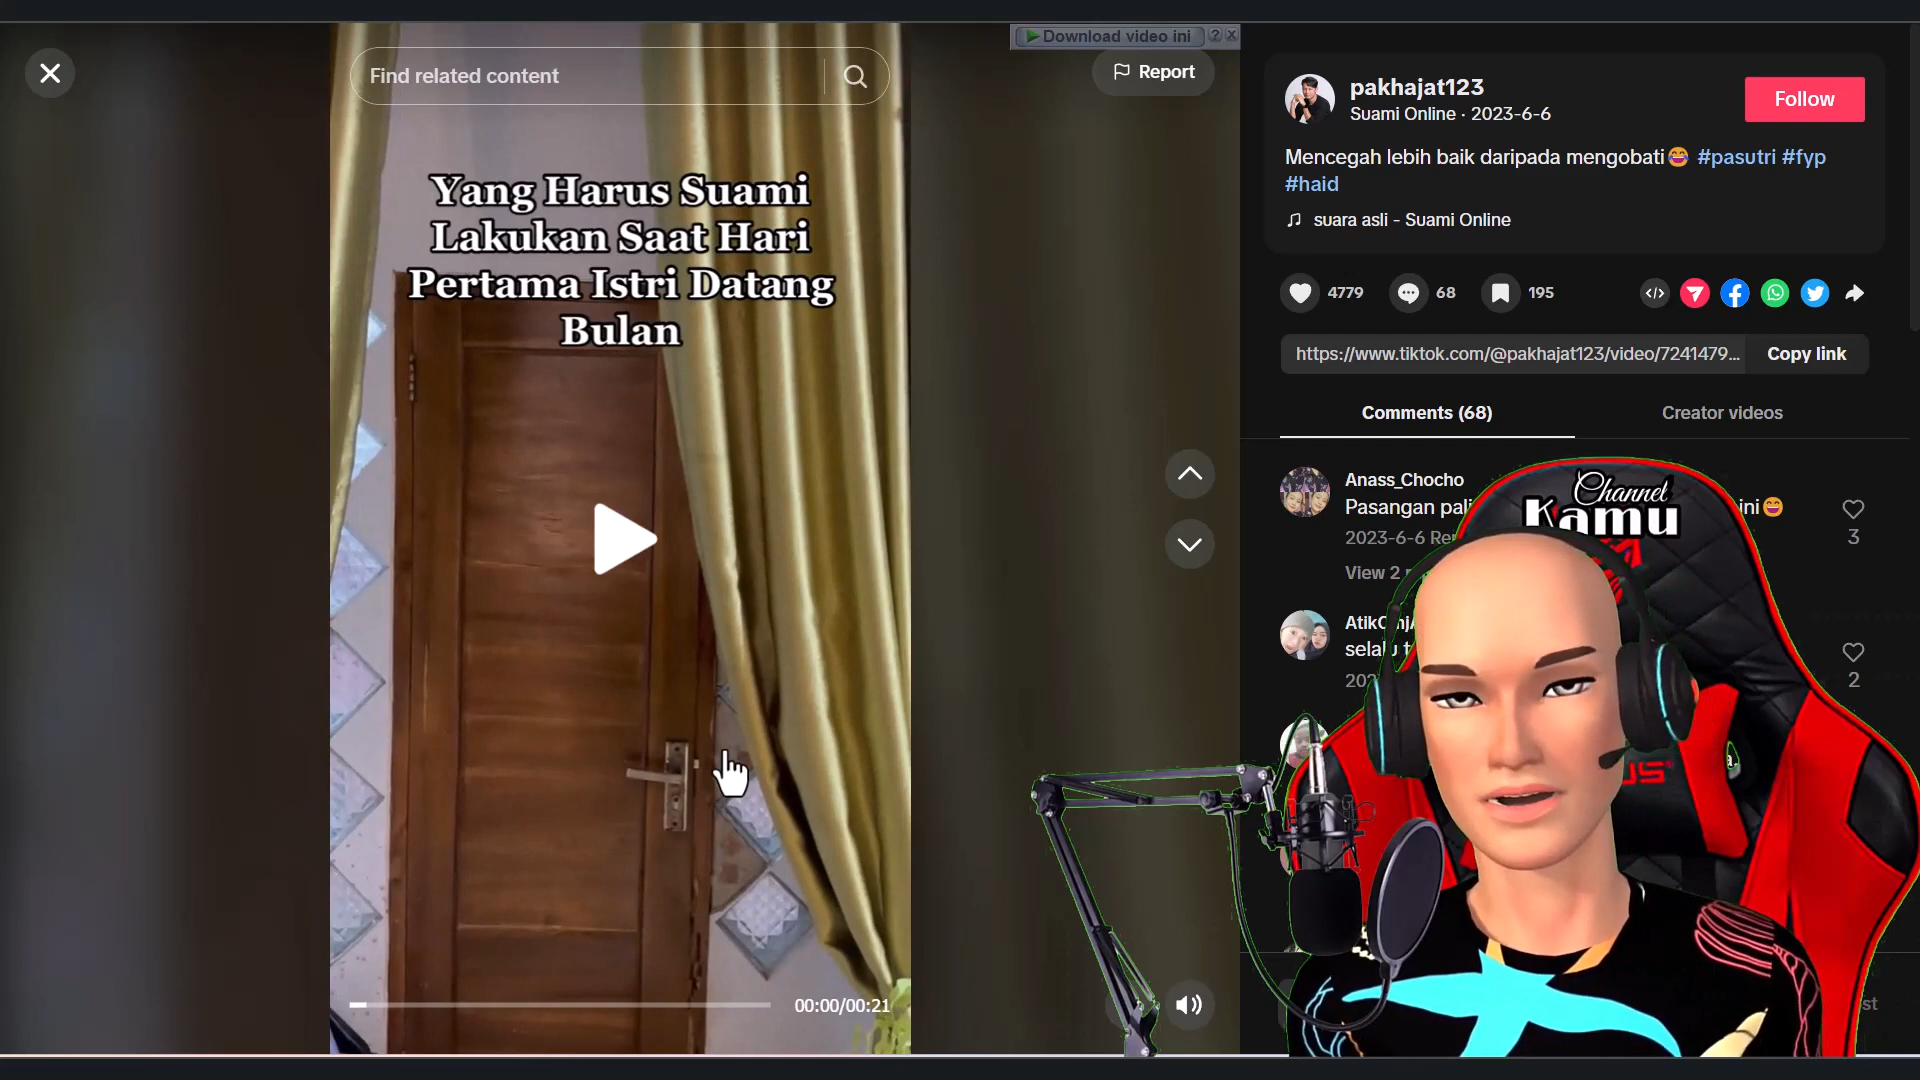 Download video ini
Find related content
Report
Yang Harus Suami
Lakukan Saat Hari
Pertama Istri Datang
Bulan
00:00/00:21
pakhajat123
Suami Online · 2023-6-6
Follow
Mencegah lebih baik daripada mengobati😂 #pasutri #fyp
#haid
suara asli - Suami Online
4779
68
195
https://www.tiktok.com/@pakhajat123/video/7241479...
Copy link
Comments (68)
Creator videos
Anass_Chocho
Pasangan
ini😄
2023-6-6
3
View 2
2
Channel
Kamu